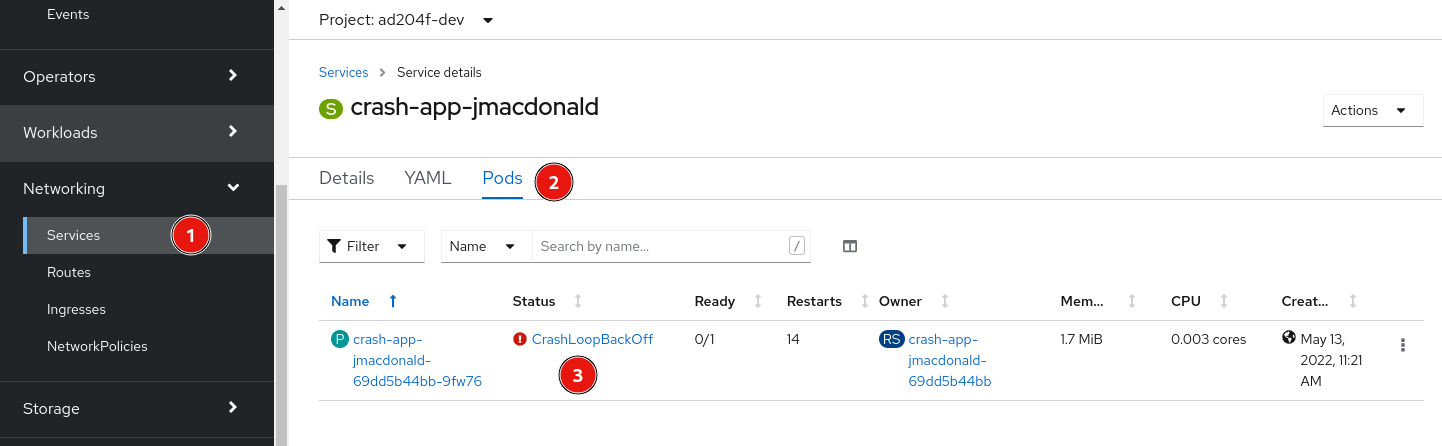 Events
Operators
Workloads
Networking
Services
1
Routes
Ingresses
NetworkPolicies
Storage
Project: ad204f-dev
Services > Service details
S crash-app-jmacdonald
Actions
Details YAML Pods 2
Filter Name Search by name... /
Name Status Ready Restarts Owner Mem... CPU Creat...
P crash-app- CrashLoopBackOff 0/1 14 RS crash-app- 1.7 MiB 0.003 cores May 13,
jmacdonald- jmacdonald- 2022, 11:21
69dd5b44bb-9fw76 3 69dd5b44bb AM